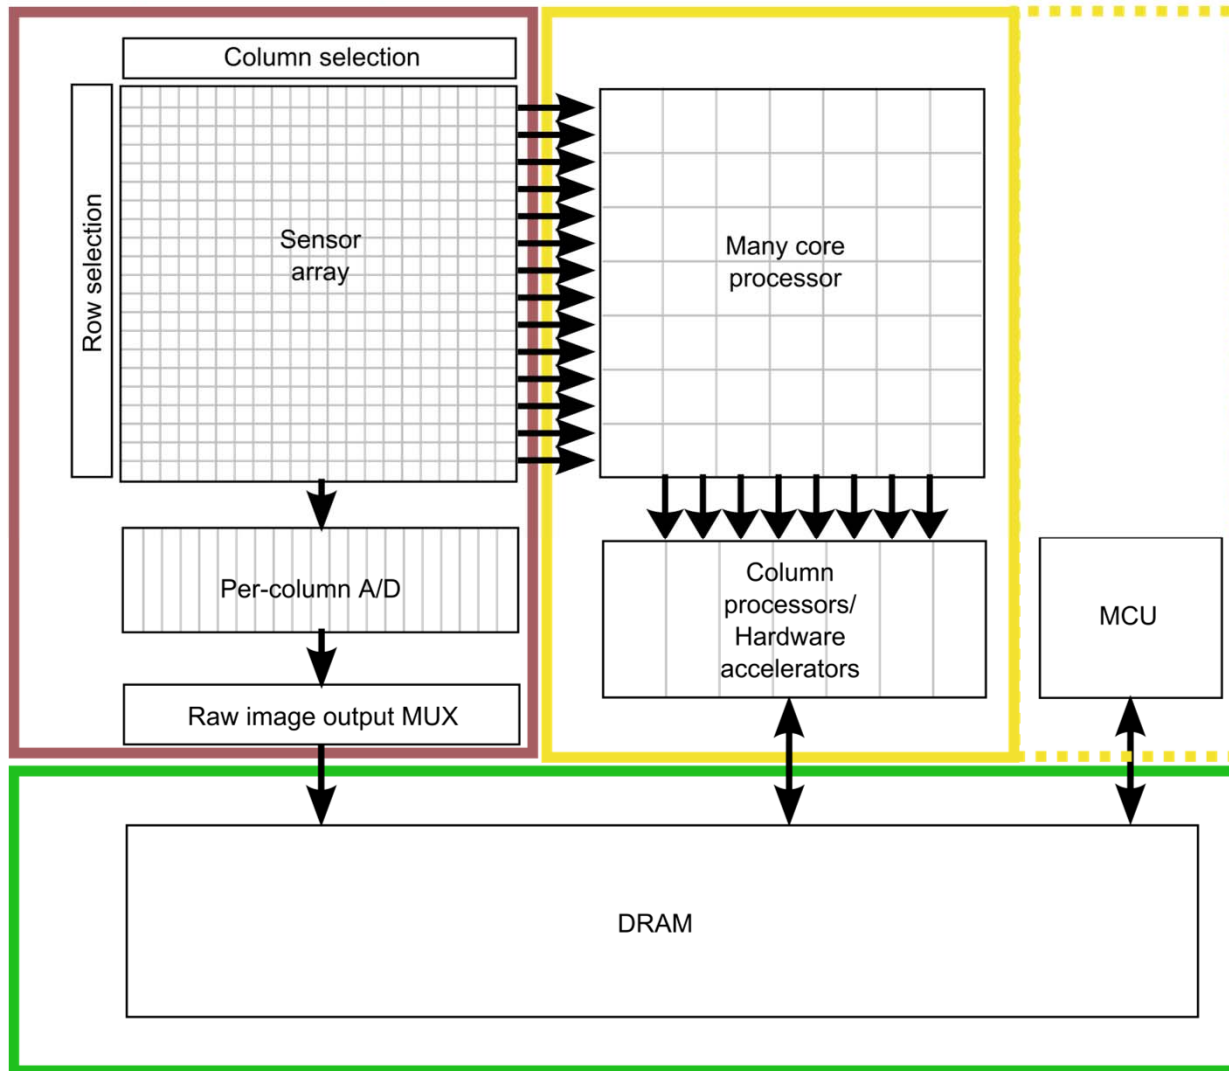 Column selection
Row selection
Sensor
array
Many core
processor
Per-column A/D
Column
processors/
Hardware
accelerators
MCU
Raw image output MUX
DRAM